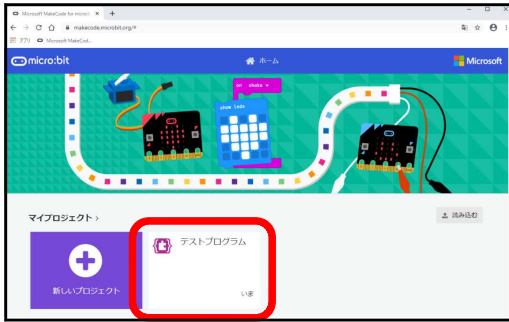 Microsoft MakeCode for micro:b
makecode.microbit.org/#
アプリ Microsoft MakeCod...
micro:bit
ホーム
Microsoft
on shake
show leds
マイプロジェクト >
読み込む
テストプログラム
新しいプロジェクト
いま